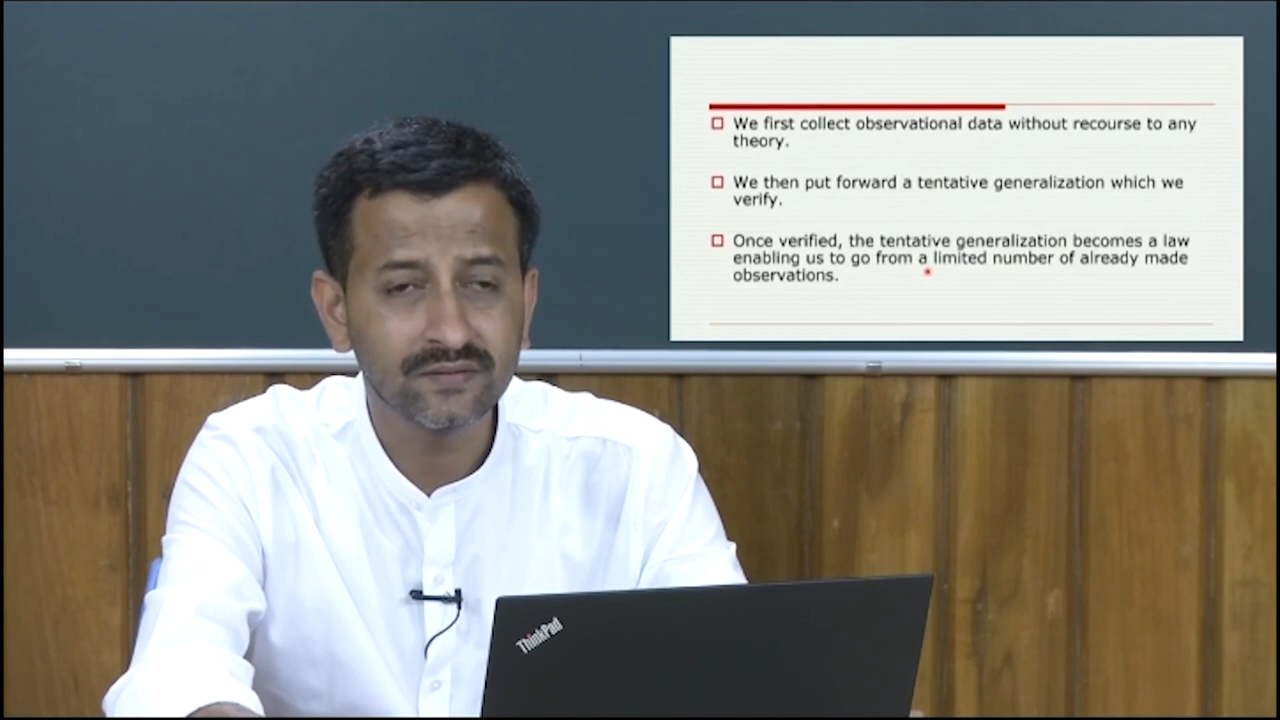 We first collect observational data without recourse to any
theory.
We then put forward a tentative generalization which we
verify.
Once verified, the tentative generalization becomes a law
enabling us to go from a limited number of already made
observations.
ThinkPad